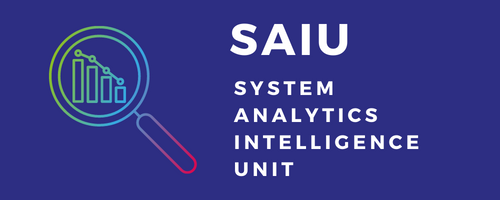 SAIU
SYSTEM
ANALYTICS
INTELLIGENCE
UNIT